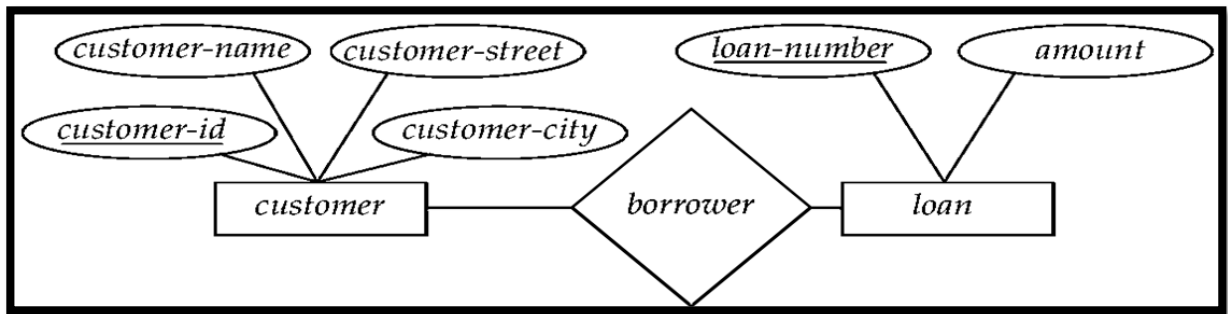 customer-name
customer-street
loan-number
amount
customer-id
customer-city
customer
borrower
loan